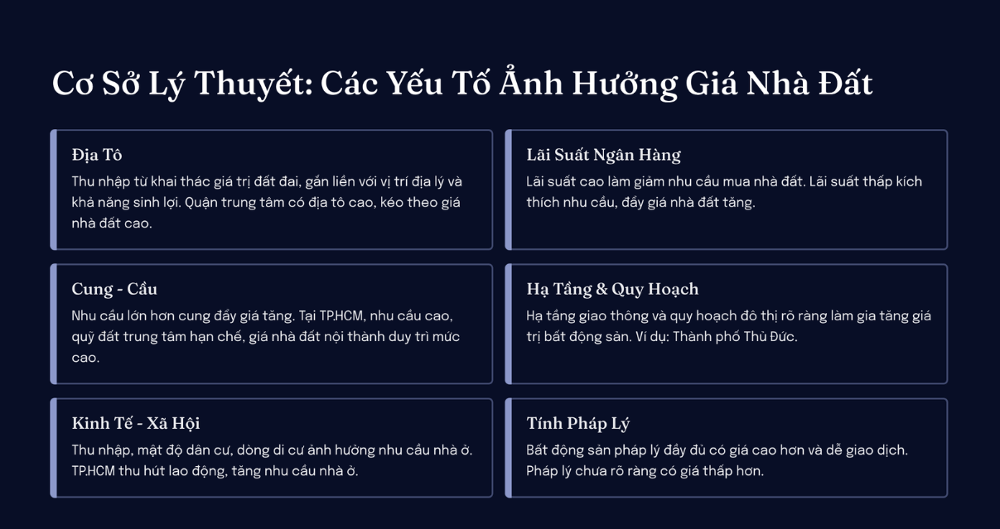 Cơ Sở Lý Thuyết: Các Yếu Tố Ảnh Hưởng Giá Nhà Đất
Địa Tô
Thu nhập từ khai thác giá trị đất đai, gắn liền với vị trí địa lý và
khả năng sinh lợi. Quận trung tâm có địa tô cao, kéo theo giá
nhà đất cao.
Lãi Suất Ngân Hàng
Lãi suất cao làm giảm nhu cầu mua nhà đất. Lãi suất thấp kích
thích nhu cầu, đẩy giá nhà đất tăng.
Cung - Cầu
Nhu cầu lớn hơn cung đẩy giá tăng. Tại TP.HCM, nhu cầu cao,
quỹ đất trung tâm hạn chế, giá nhà đất nội thành duy trì mức
cao.
Hạ Tầng & Quy Hoạch
Hạ tầng giao thông và quy hoạch đô thị rõ ràng làm gia tăng giá
trị bất động sản. Ví dụ: Thành phố Thủ Đức.
Kinh Tế - Xã Hội
Thu nhập, mật độ dân cư, dòng di cư ảnh hưởng nhu cầu nhà ở.
TP.HCM thu hút lao động, tăng nhu cầu nhà ở.
Tính Pháp Lý
Bất động sản pháp lý đầy đủ có giá cao hơn và dễ giao dịch.
Pháp lý chưa rõ ràng có giá thấp hơn.